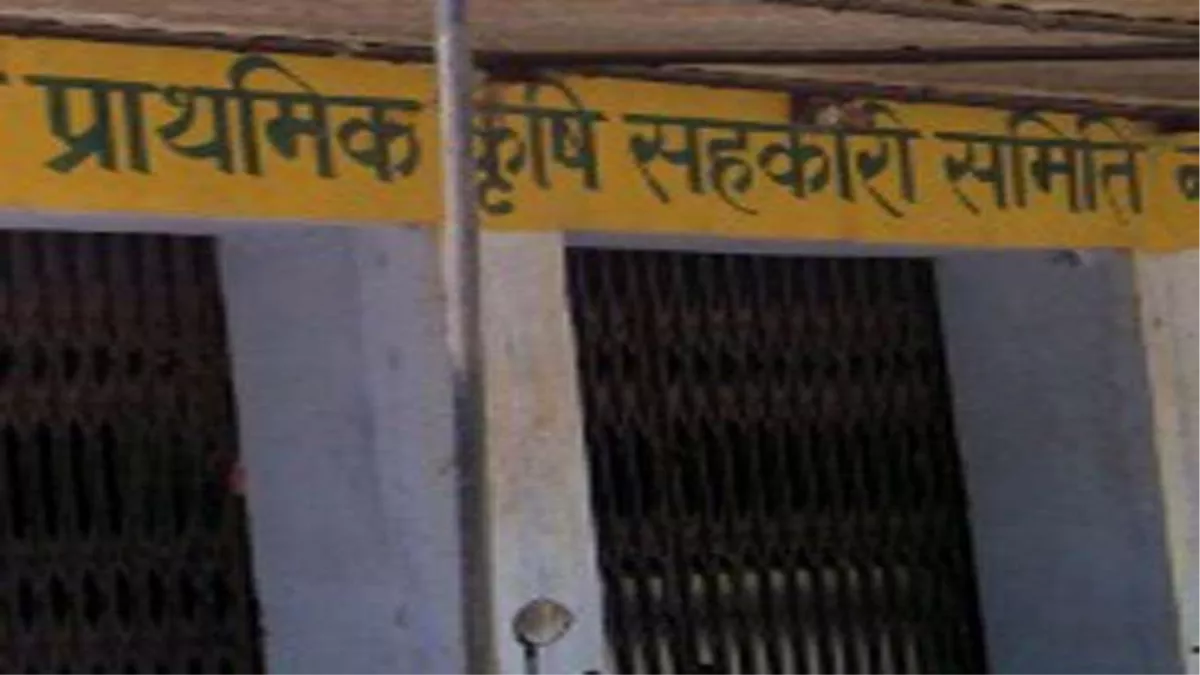 प्राथमिक कृषि सहकारी समिति